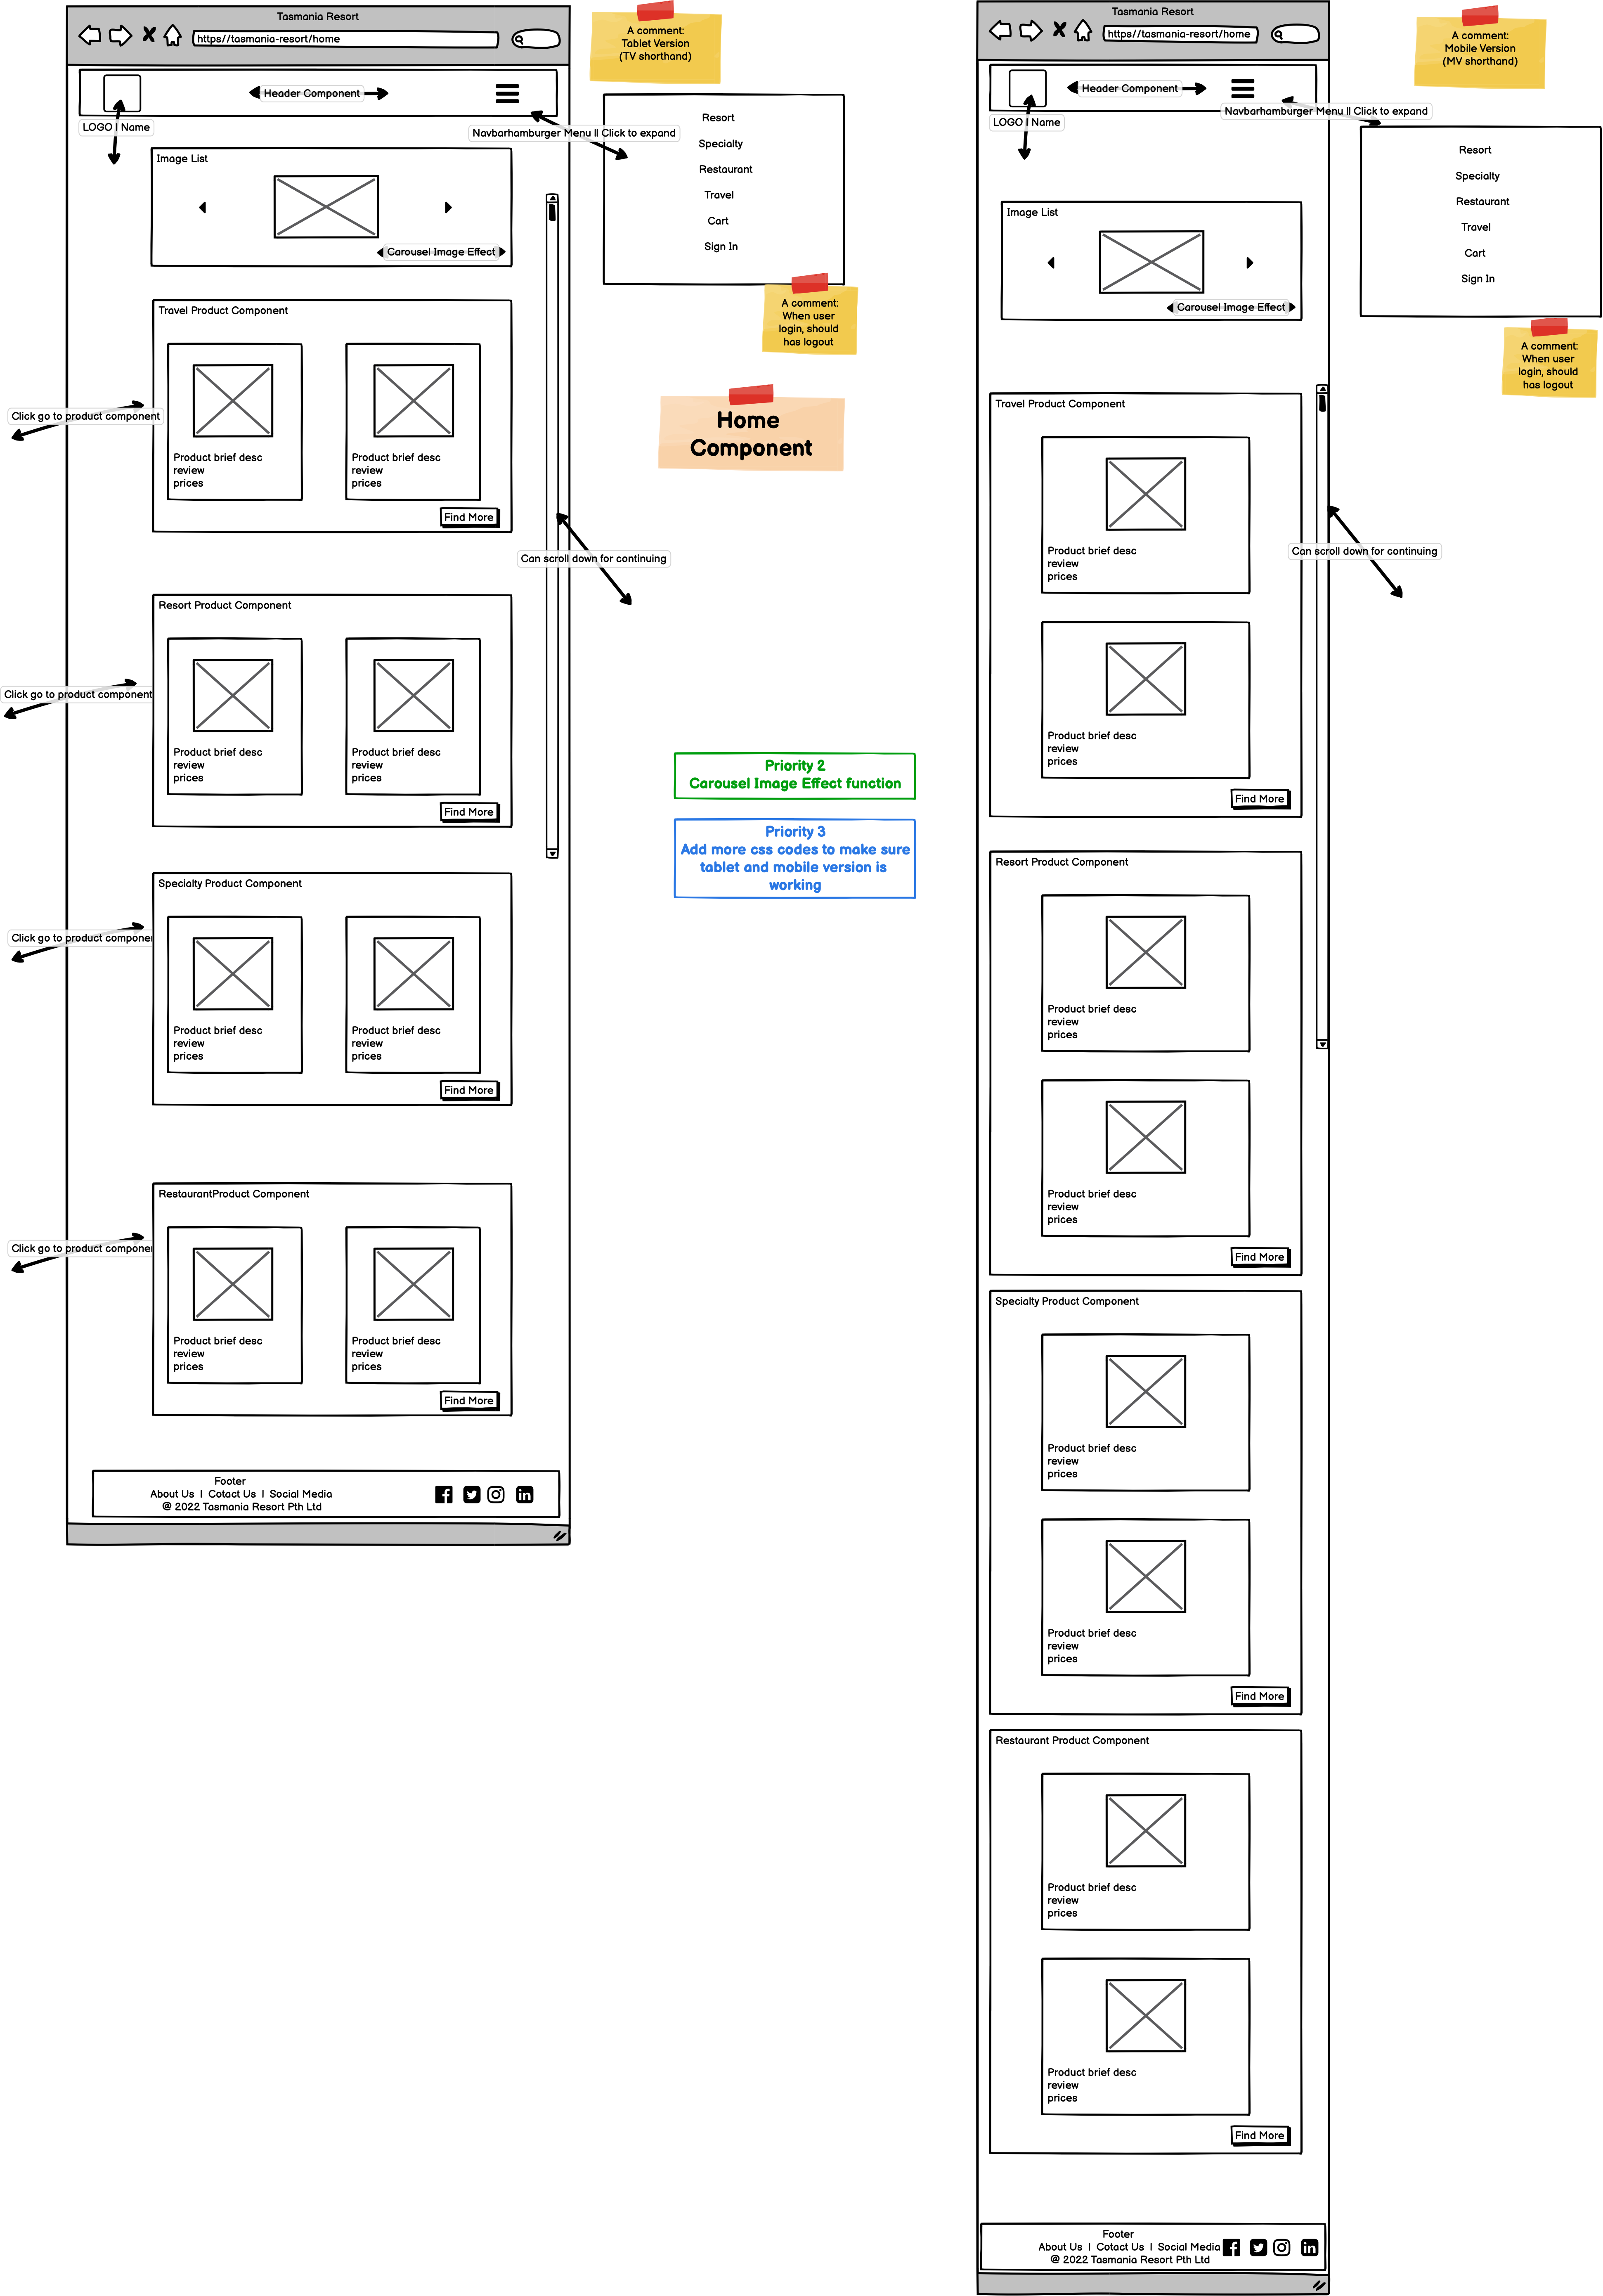 Tasmania Resort
https//tasmania-resort/home
Header Component
LOGO | Name
Navbarhamburger Menu || Click to expand
A comment:
Tablet Version
(TV shorthand)
Resort
Specialty
Restaurant
Travel
Cart
Sign In
A comment:
When user
login, should
has logout
Image List
Carousel Image Effect
Travel Product Component
Click go to product component
Product brief desc
review
prices
Product brief desc
review
prices
Find More
Can scroll down for continuing
Home
Component
Resort Product Component
Click go to product component
Product brief desc
review
prices
Product brief desc
review
prices
Find More
Priority 2
Carousel Image Effect function
Priority 3
Add more css codes to make sure
tablet and mobile version is
working
Specialty Product Component
Click go to product componen
Product brief desc
review
prices
Product brief desc
review
prices
Find More
RestaurantProduct Component
Click go to product componen
Product brief desc
review
prices
Product brief desc
review
prices
Find More
Footer
About Us | Cotact Us | Social Media
@ 2022 Tasmania Resort Pth Ltd
Tasmania Resort
https//tasmania-resort/home
Header Component
LOGO | Name
Navbarhamburger Menu || Click to expand
A comment:
Mobile Version
(MV shorthand)
Resort
Specialty
Restaurant
Travel
Cart
Sign In
A comment:
When user
login, should
has logout
Image List
Carousel Image Effect
Travel Product Component
Product brief desc
review
prices
Can scroll down for continuing
Product brief desc
review
prices
Find More
Resort Product Component
Product brief desc
review
prices
Product brief desc
review
prices
Find More
Specialty Product Component
Product brief desc
review
prices
Product brief desc
review
prices
Find More
Restaurant Product Component
Product brief desc
review
prices
Product brief desc
review
prices
Find More
Footer
About Us | Cotact Us | Social Media
@ 2022 Tasmania Resort Pth Ltd